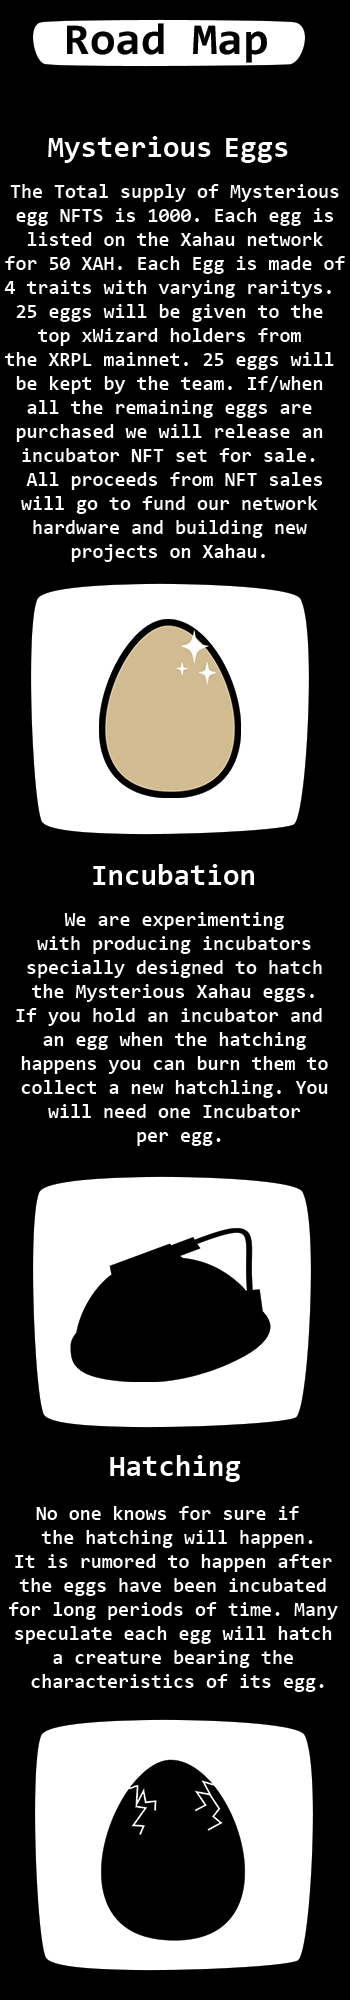 Road Map
Mysterious Eggs
The Total supply of Mysterious
egg NFTS is 1000. Each egg is
listed on the Xahau network
for 50 XAH. Each Egg is made of
4 traits with varying raritys.
25 eggs will be given to the
top xWizard holders from
the XRPL mainnet. 25 eggs will
be kept by the team. If/when
all the remaining eggs are
purchased we will release an
incubator NFT set for sale.
All proceeds from NFT sales
will go to fund our network
hardware and building new
projects on Xahau.
Incubation
We are experimenting
with producing incubators
specially designed to hatch
the Mysterious Xahau eggs.
If you hold an incubator and
an egg when the hatching
happens you can burn them to
collect a new hatchling. You
will need one Incubator
per egg.
Hatching
No one knows for sure if
the hatching will happen.
It is rumored to happen after
the eggs have been incubated
for long periods of time. Many
speculate each egg will hatch
a creature bearing the
characteristics of its egg.